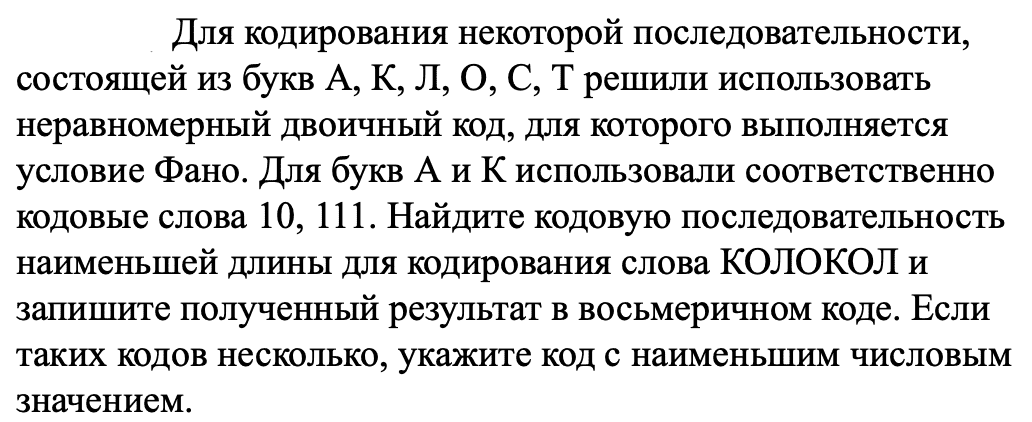 Для кодирования некоторой последовательности,
состоящей из букв А, К, Л, О, С, Т решили использовать
неравномерный двоичный код, для которого выполняется
условие Фано. Для букв А и К использовали соответственно
кодовые слова 10, 111. Найдите кодовую последовательность
наименьшей длины для кодирования слова КОЛОКОЛ и
запишите полученный результат в восьмеричном коде. Если
таких кодов несколько, укажите код с наименьшим числовым
значением.